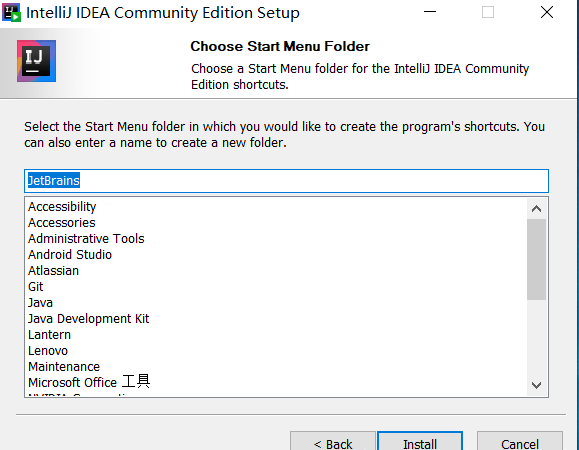 IntelliJ IDEA Community Edition Setup
IJ
Choose Start Menu Folder
Choose a Start Menu folder for the IntelliJ IDEA Community
Edition shortcuts.
Select the Start Menu folder in which you would like to create the program's shortcuts. You
can also enter a name to create a new folder.
JetBrains
Accessibility
Accessories
Administrative Tools
Android Studio
Atlassian
Git
Java
Java Development Kit
Lantern
Lenovo
Maintenance
Microsoft Office 工具
< Back
Install
Cancel